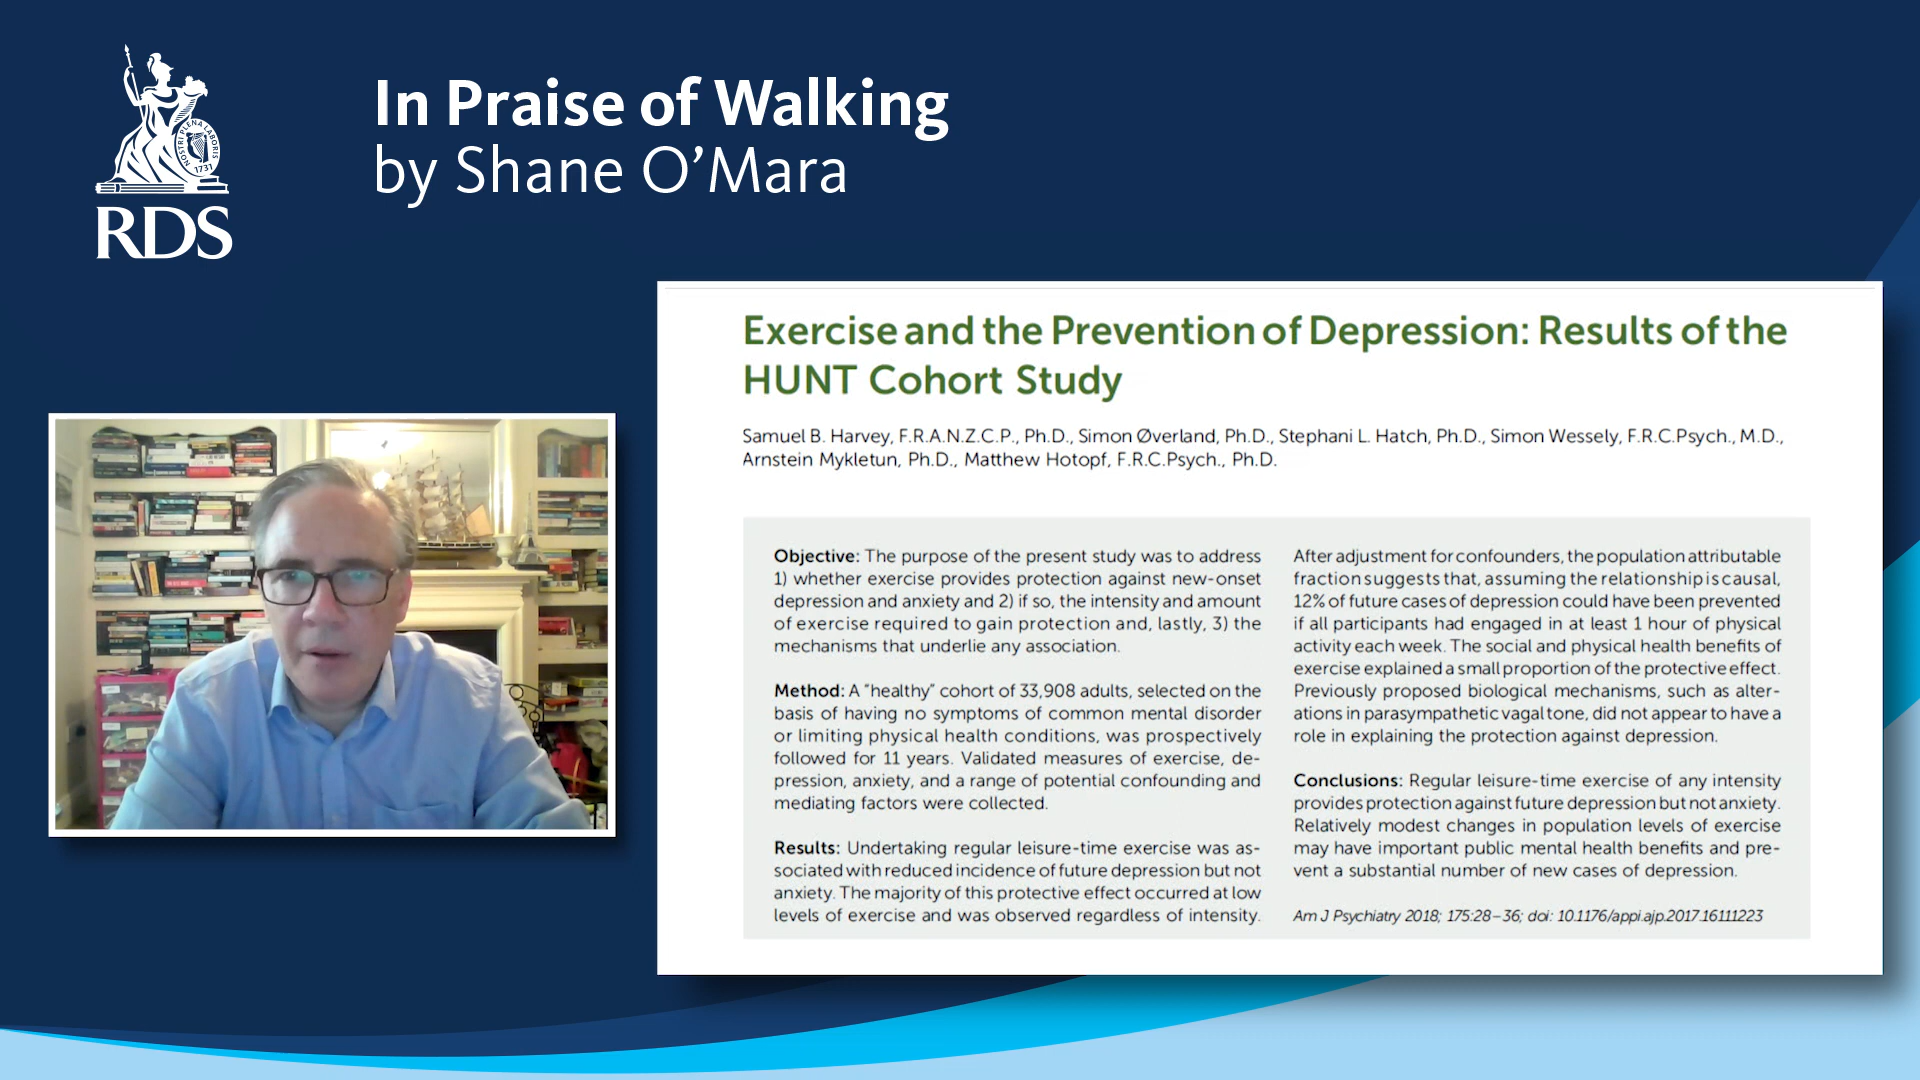 NOSTRI PLENA LABORIS
1731
RDS
In Praise of Walking
by Shane O’Mara
Exercise and the Prevention of Depression: Results of the
HUNT Cohort Study
Samuel B. Harvey, F.R.A.N.Z.C.P., Ph.D., Simon Øverland, Ph.D., Stephani L. Hatch, Ph.D., Simon Wessely, F.R.C.Psych., M.D.,
Arnstein Mykletun, Ph.D., Matthew Hotopf, F.R.C.Psych., Ph.D.
Objective: The purpose of the present study was to address
1) whether exercise provides protection against new-onset
depression and anxiety and 2) if so, the intensity and amount
of exercise required to gain protection and, lastly, 3) the
mechanisms that underlie any association.
Method: A “healthy” cohort of 33,908 adults, selected on the
basis of having no symptoms of common mental disorder
or limiting physical health conditions, was prospectively
followed for 11 years. Validated measures of exercise, de-
pression, anxiety, and a range of potential confounding and
mediating factors were collected.
Results: Undertaking regular leisure-time exercise was as-
sociated with reduced incidence of future depression but not
anxiety. The majority of this protective effect occurred at low
levels of exercise and was observed regardless of intensity.
After adjustment for confounders, the population attributable
fraction suggests that, assuming the relationship is causal,
12% of future cases of depression could have been prevented
if all participants had engaged in at least 1 hour of physical
activity each week. The social and physical health benefits of
exercise explained a small proportion of the protective effect.
Previously proposed biological mechanisms, such as alter-
ations in parasympathetic vagal tone, did not appear to have a
role in explaining the protection against depression.
Conclusions: Regular leisure-time exercise of any intensity
provides protection against future depression but not anxiety.
Relatively modest changes in population levels of exercise
may have important public mental health benefits and pre-
vent a substantial number of new cases of depression.
Am J Psychiatry 2018; 175:28–36; doi: 10.1176/appi.ajp.2017.16111223